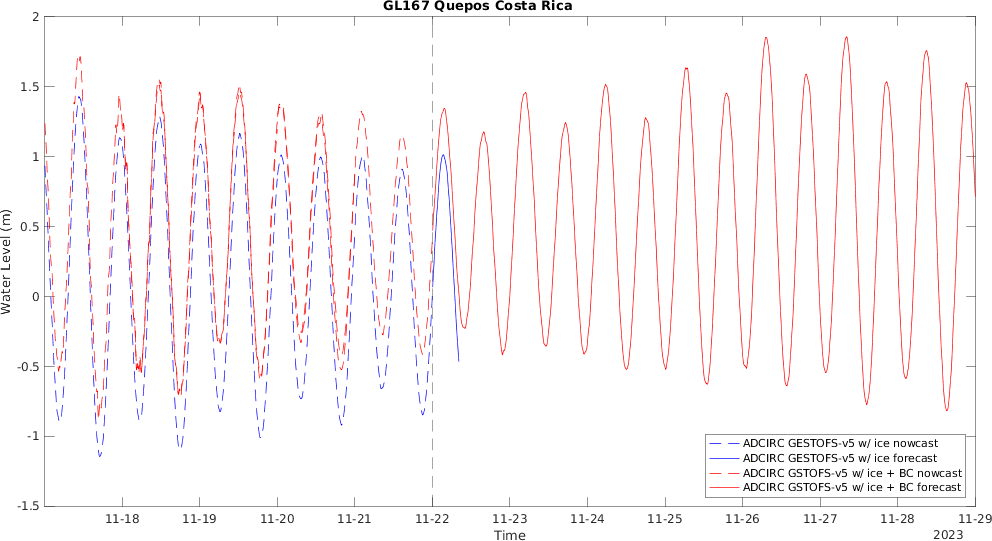 GL167 Quepos Costa Rica
2
1.5
1
0.5
0
-0.5
-1
-1.5
Water Level (m)
ADCIRC GESTOFS-v5 w/ ice nowcast
ADCIRC GESTOFS-v5 w/ ice forecast
ADCIRC GSTOFS-v5 w/ ice + BC nowcast
ADCIRC GSTOFS-v5 w/ ice + BC forecast
11-18 11-19 11-20 11-21 11-22 11-23 11-24 11-25 11-26 11-27 11-28 11-29
Time
2023